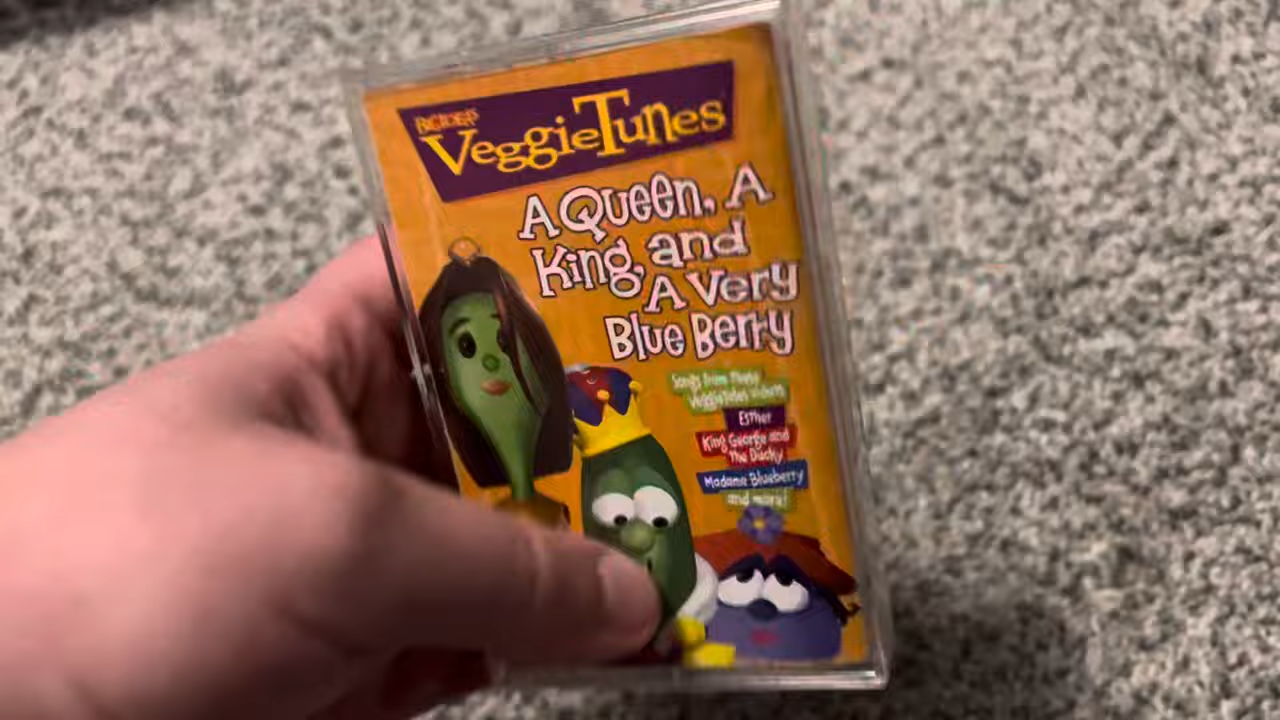 VeggieTunes
A Queen, A
King, and
A Very
Blue Berry
Songs from these
VeggieTales videos
Esther
King George and
The Ducky
Madame Blueberry
and more!